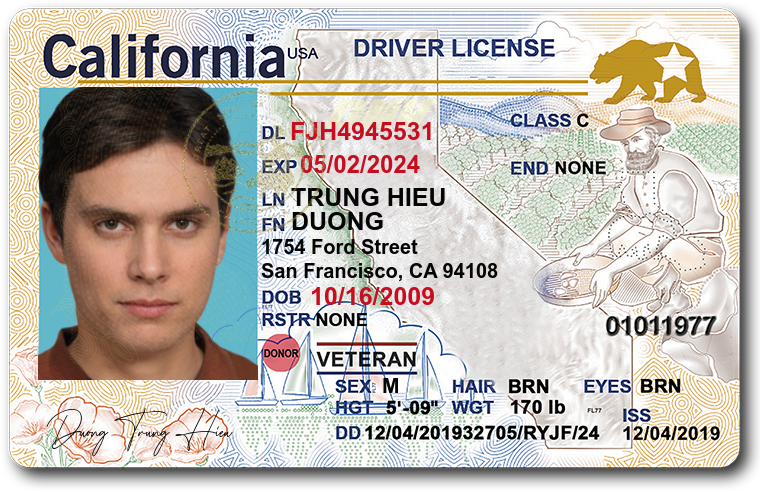 California USA DRIVER LICENSE
CLASS C
DL FJH4945531
EXP 05/02/2024
END NONE
LN TRUNG HIEU
FN DUONG
1754 Ford Street
San Francisco, CA 94108
DOB 10/16/2009
RSTR NONE
01011977
DONOR
VETERAN
SEX M HAIR BRN EYES BRN
HGT 5'-09" WGT 170 lb FL77 ISS
DD 12/04/201932705/RYJF/24 12/04/2019
Duong Trung Hieu